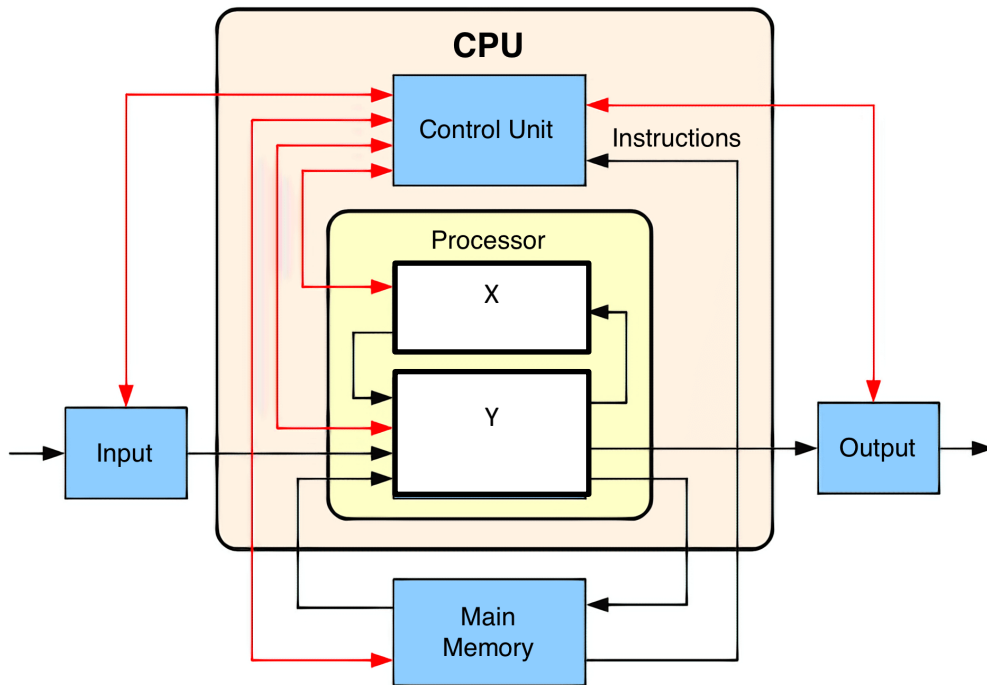 CPU
Control Unit
Instructions
Processor
X
Y
Input
Output
Main
Memory